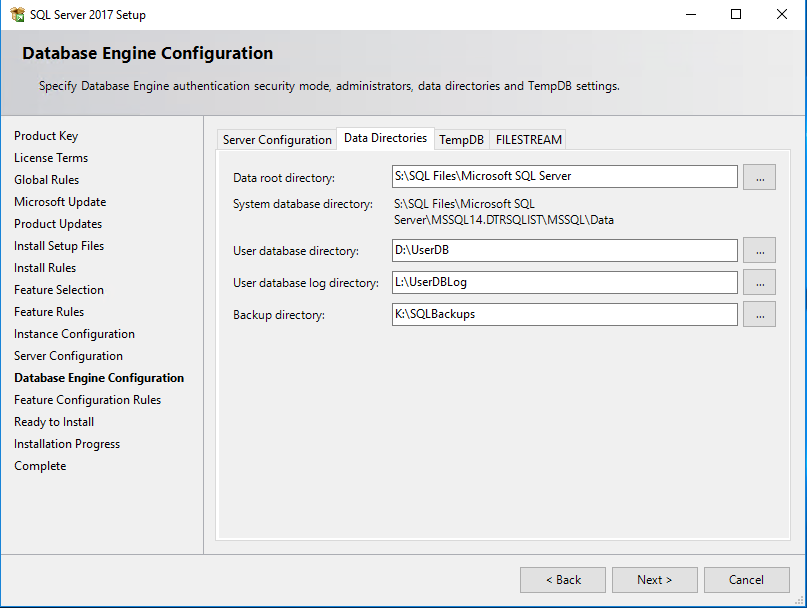 SQL Server 2017 Setup
Database Engine Configuration
Specify Database Engine authentication security mode, administrators, data directories and TempDB settings.
Product Key
License Terms
Global Rules
Microsoft Update
Product Updates
Install Setup Files
Install Rules
Feature Selection
Feature Rules
Instance Configuration
Server Configuration
Database Engine Configuration
Feature Configuration Rules
Ready to Install
Installation Progress
Complete
Server Configuration Data Directories TempDB FILESTREAM
Data root directory: S:\SQL Files\Microsoft SQL Server ...
System database directory: S:\SQL Files\Microsoft SQL
Server\MSSQL14.DTRSQLIST\MSSQL\Data
User database directory: D:\UserDB ...
User database log directory: L:\UserDBLog ...
Backup directory: K:\SQLBackups ...
< Back Next > Cancel